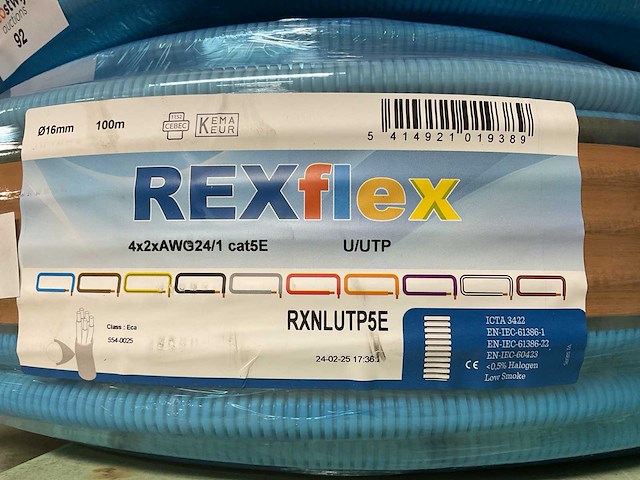 auctions
92
Ø16mm
100m
1132
CEBEC
KEMA
KEUR
5 414921 019389
REXflex
4x2xAWG24/1 cat5E
U/UTP
RXNLUTP5E
Class : Eca
554-0025
24-02-25 17:36
ICTA 3422
EN-IEC-61386-1
EN-IEC-61386-22
EN-IEC-60423
CE <0,5% Halogen
Low Smoke